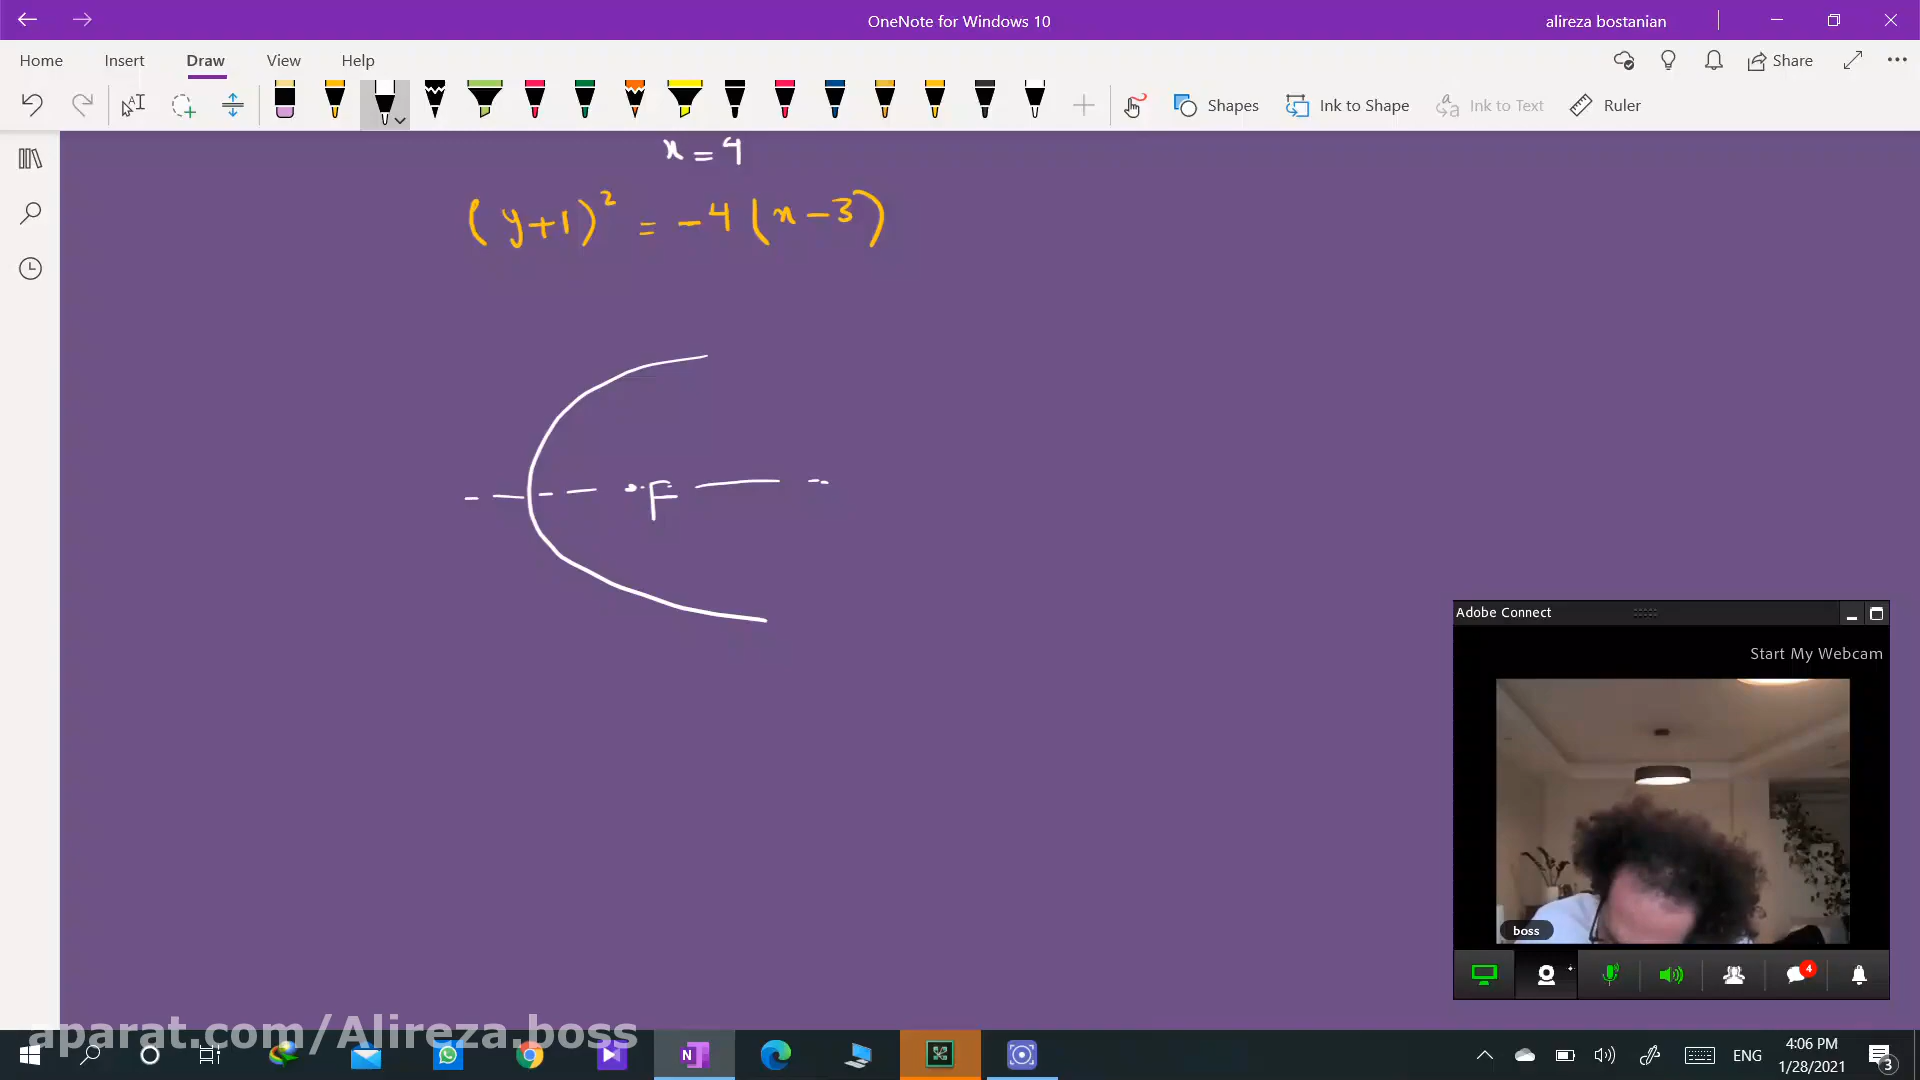 OneNote for Windows 10
alireza bostanian
Home Insert Draw View Help
Share
Shapes
Ink to Shape
Ink to Text
Ruler
x = 4
(y+1)² = -4 (x-3)
F
Adobe Connect
Start My Webcam
boss
4
aparat.com/Alireza.boss
ENG
4:06 PM
1/28/2021
3